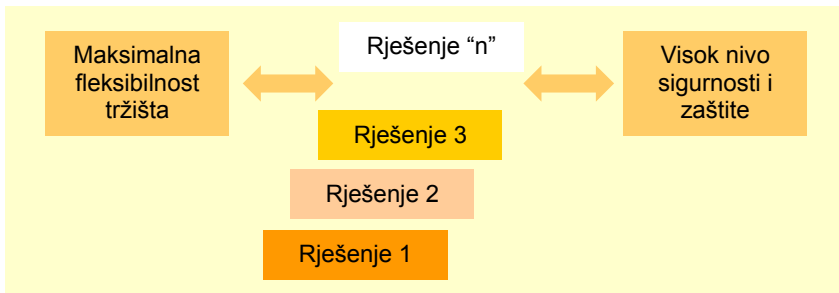 Maksimalna
fleksibilnost
tržišta
Rješenje “n”
Visok nivo
sigurnosti i
zaštite
Rješenje 3
Rješenje 2
Rješenje 1